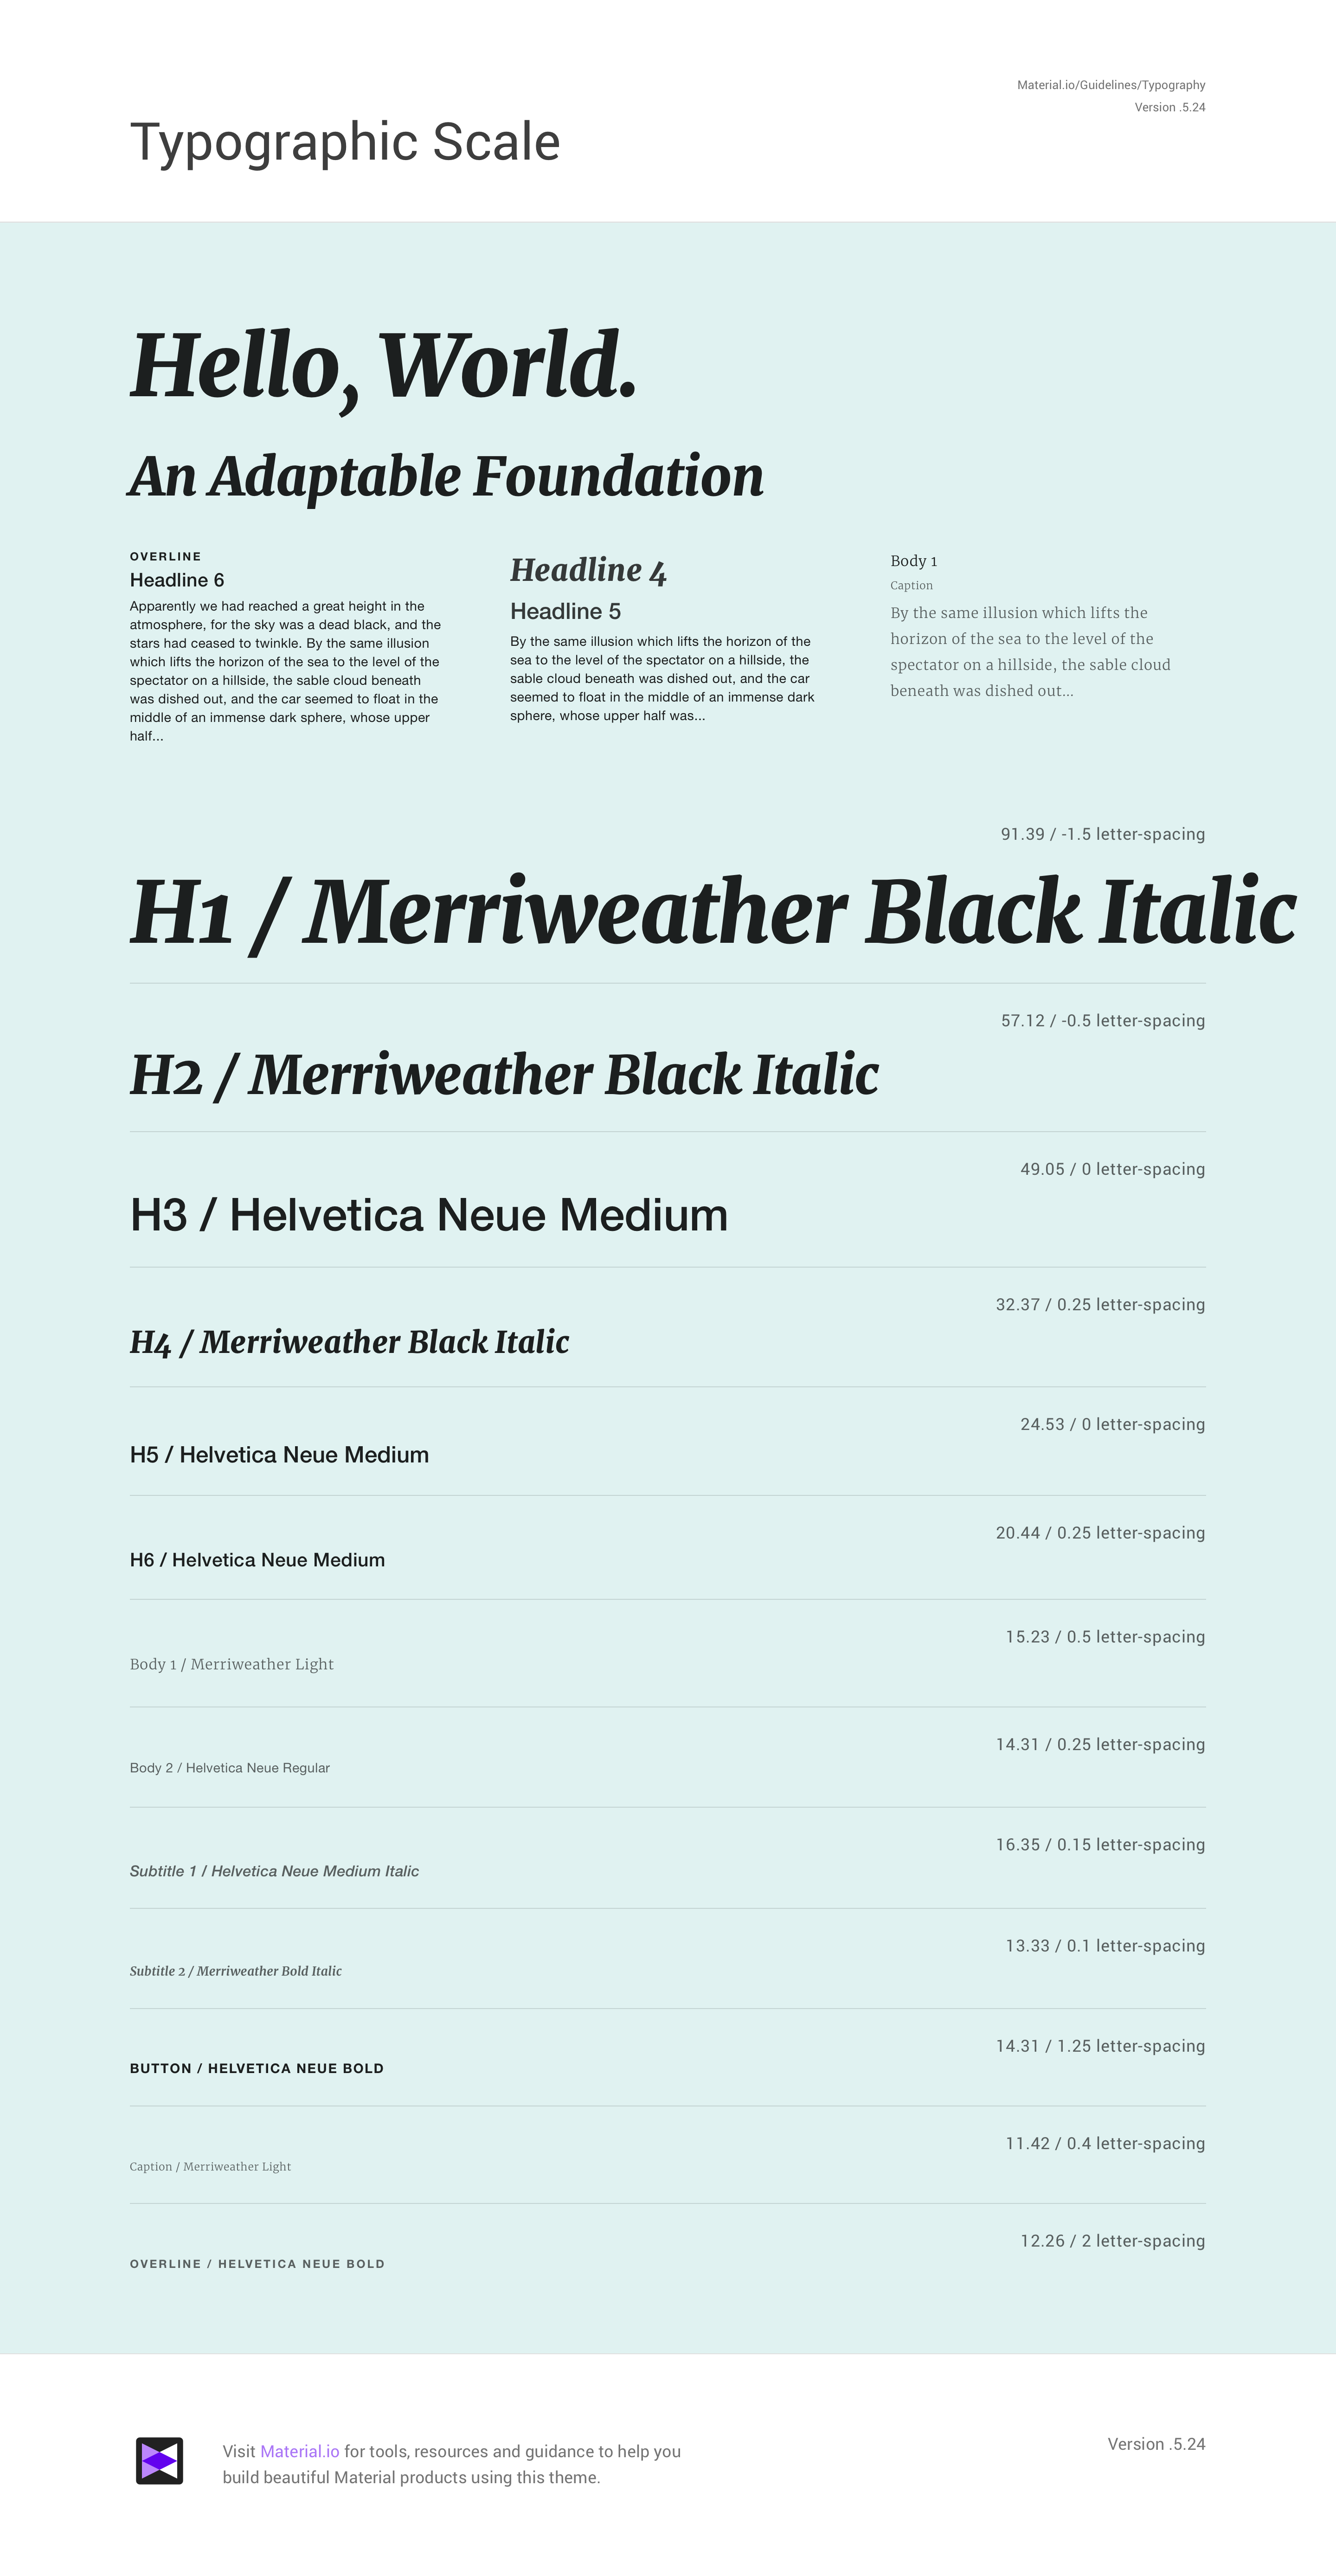 Material.io/Guidelines/Typography
Version .5.24
Typographic Scale
Hello, World.
An Adaptable Foundation
OVERLINE
Headline 6
Apparently we had reached a great height in the
atmosphere, for the sky was a dead black, and the
stars had ceased to twinkle. By the same illusion
which lifts the horizon of the sea to the level of the
spectator on a hillside, the sable cloud beneath
was dished out, and the car seemed to float in the
middle of an immense dark sphere, whose upper
half...
Headline 4
Headline 5
By the same illusion which lifts the horizon of the
sea to the level of the spectator on a hillside, the
sable cloud beneath was dished out, and the car
seemed to float in the middle of an immense dark
sphere, whose upper half was...
Body 1
Caption
By the same illusion which lifts the
horizon of the sea to the level of the
spectator on a hillside, the sable cloud
beneath was dished out...
91.39 / -1.5 letter-spacing
H1 / Merriweather Black Italic
57.12 / -0.5 letter-spacing
H2 / Merriweather Black Italic
49.05 / 0 letter-spacing
H3 / Helvetica Neue Medium
32.37 / 0.25 letter-spacing
H4 / Merriweather Black Italic
24.53 / 0 letter-spacing
H5 / Helvetica Neue Medium
20.44 / 0.25 letter-spacing
H6 / Helvetica Neue Medium
15.23 / 0.5 letter-spacing
Body 1 / Merriweather Light
14.31 / 0.25 letter-spacing
Body 2 / Helvetica Neue Regular
16.35 / 0.15 letter-spacing
Subtitle 1 / Helvetica Neue Medium Italic
13.33 / 0.1 letter-spacing
Subtitle 2 / Merriweather Bold Italic
14.31 / 1.25 letter-spacing
BUTTON / HELVETICA NEUE BOLD
11.42 / 0.4 letter-spacing
Caption / Merriweather Light
12.26 / 2 letter-spacing
OVERLINE / HELVETICA NEUE BOLD
Visit Material.io for tools, resources and guidance to help you
build beautiful Material products using this theme.
Version .5.24